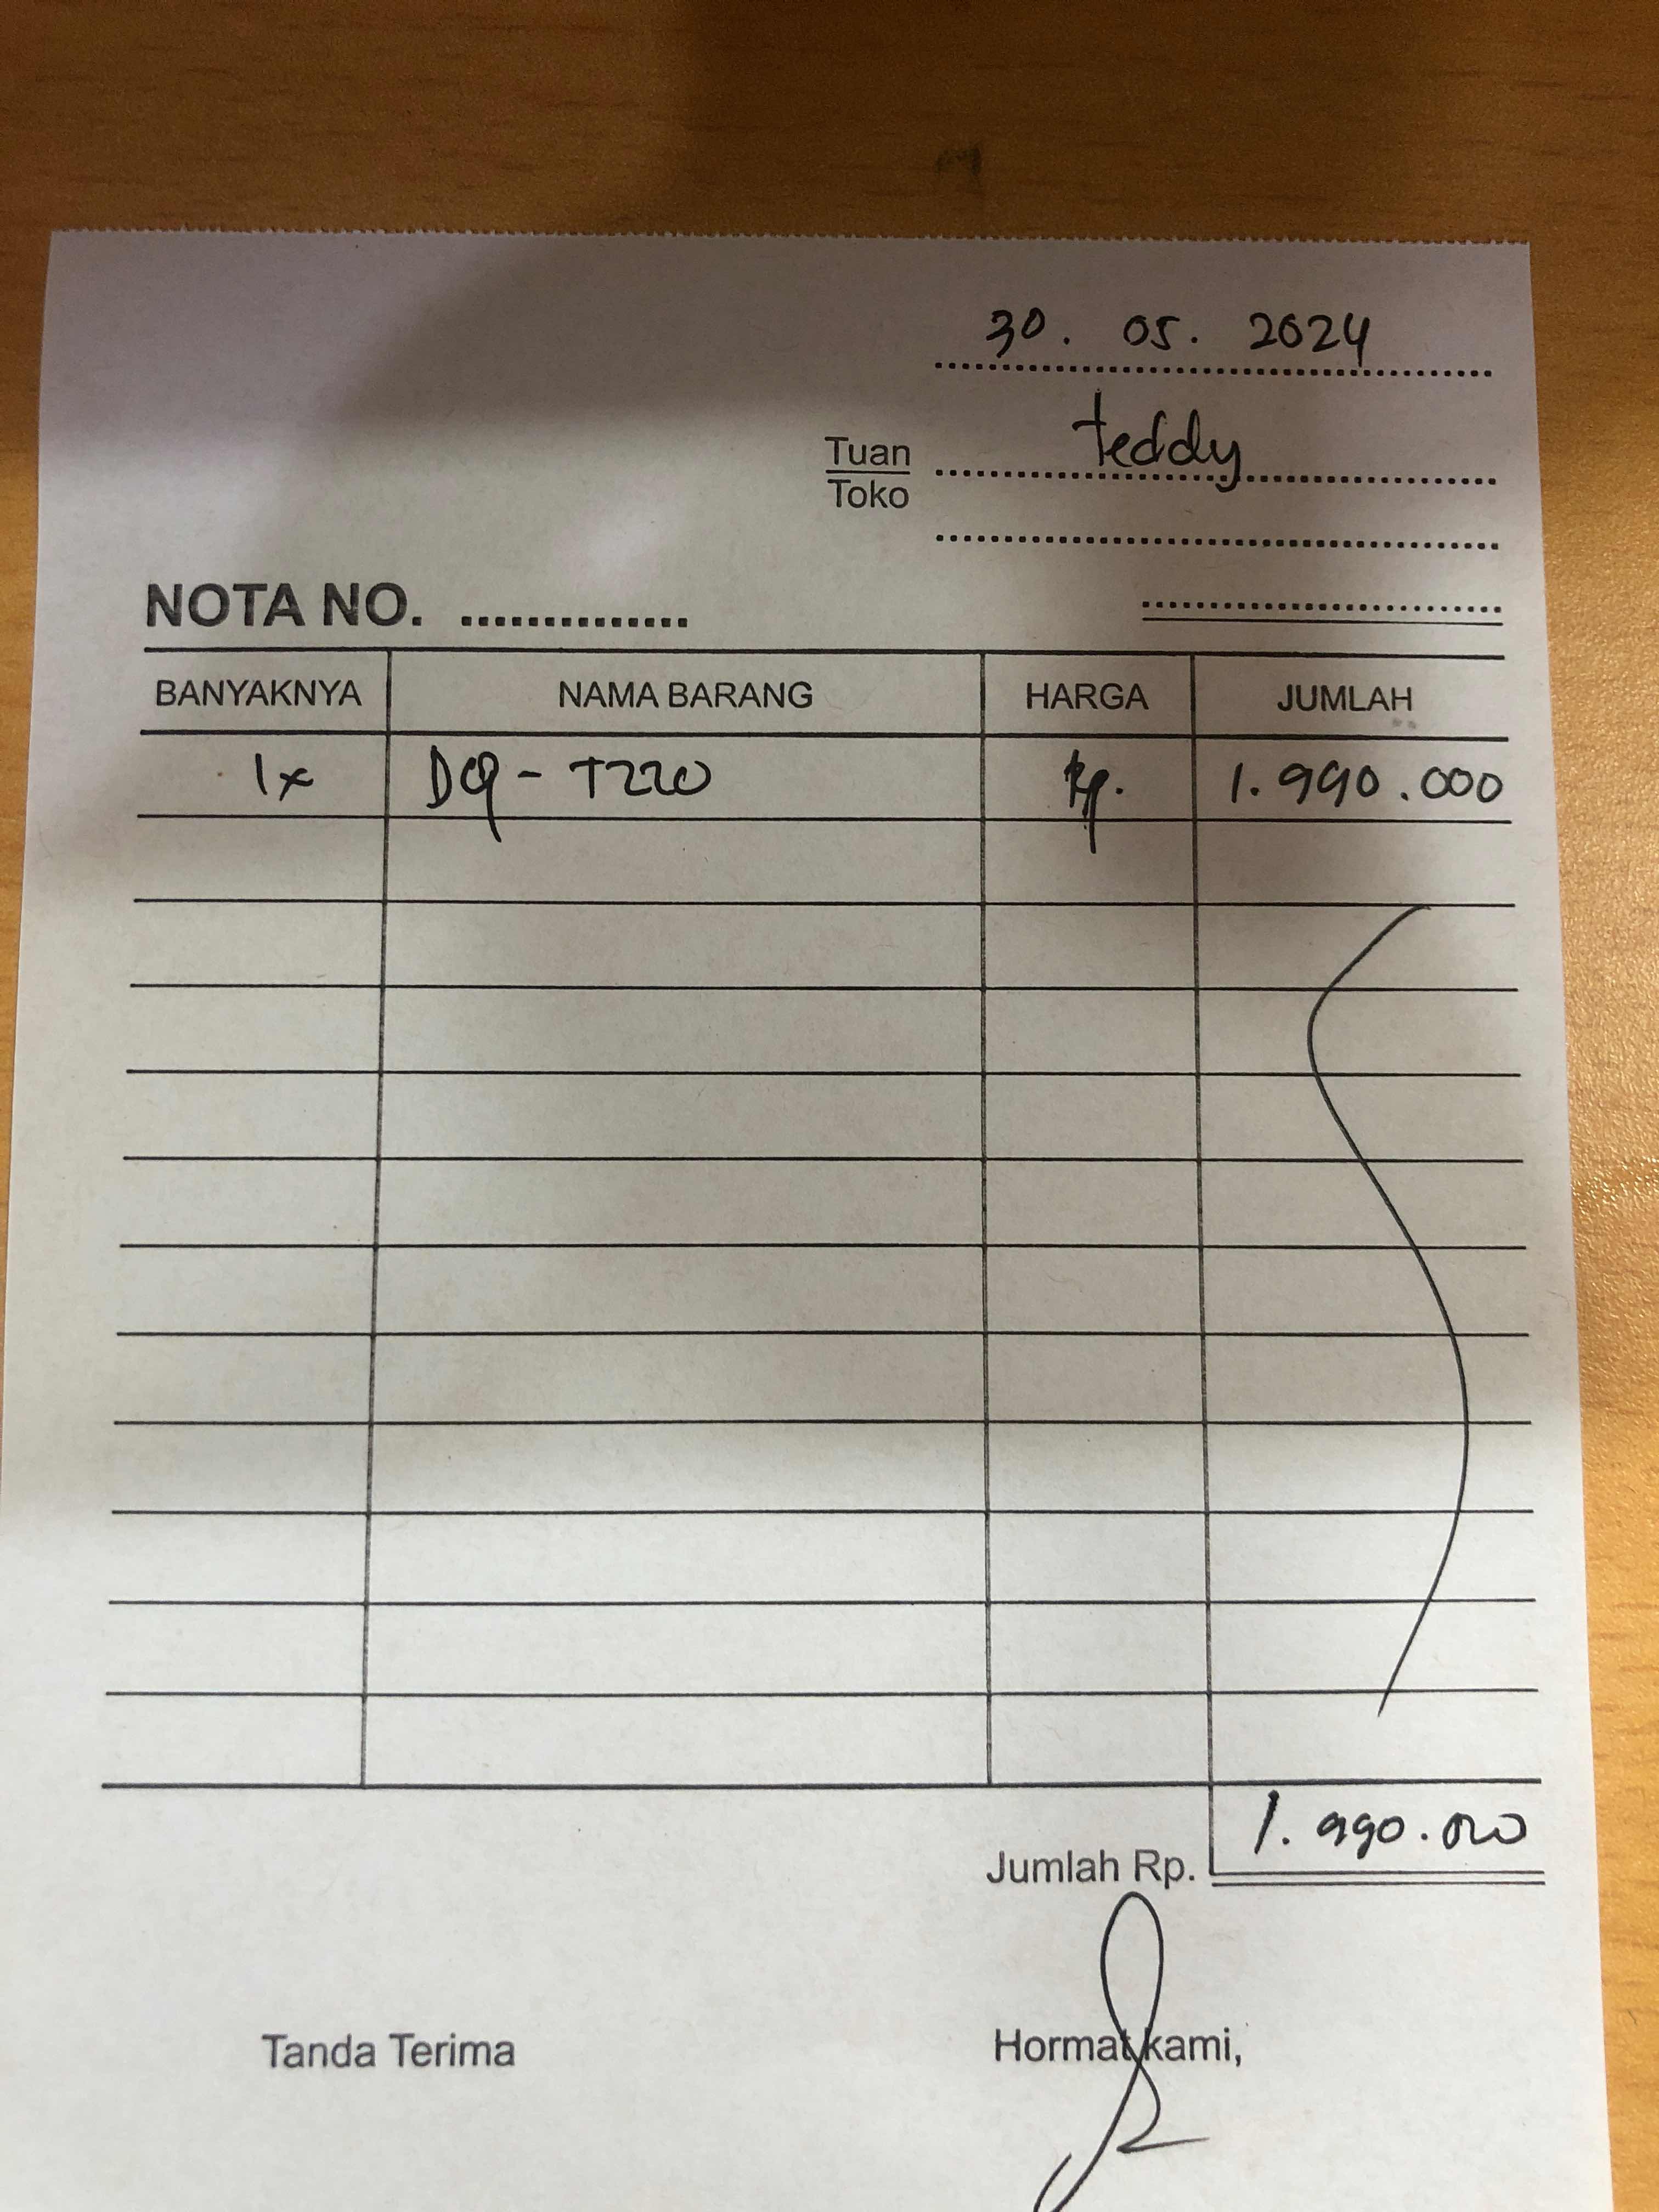 30. 05. 2024
Tuan
Toko
teddy
NOTA NO. ..............
BANYAKNYA NAMA BARANG HARGA JUMLAH
1x DCP - T220 Rp. 1.990.000
Jumlah Rp. 1.990.000
Tanda Terima Hormat kami,